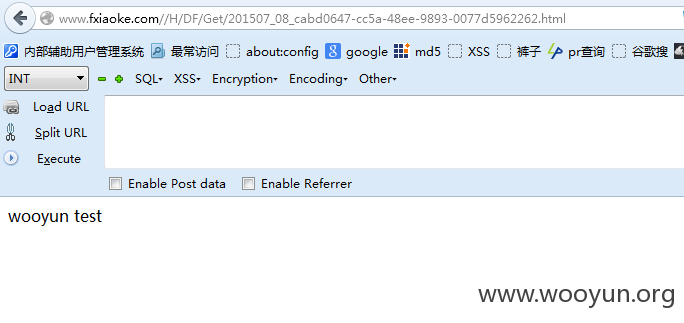 www.fxiaoke.com//H/DF/Get/201507_08_cabd0647-cc5a-48ee-9893-0077d5962262.html
内部辅助用户管理系统 最常访问 about:config google md5 XSS 裤子 pr查询 谷歌搜
INT SQL XSS Encryption Encoding Other
Load URL
Split URL
Execute
Enable Post data Enable Referrer
wooyun test
www.wooyun.org